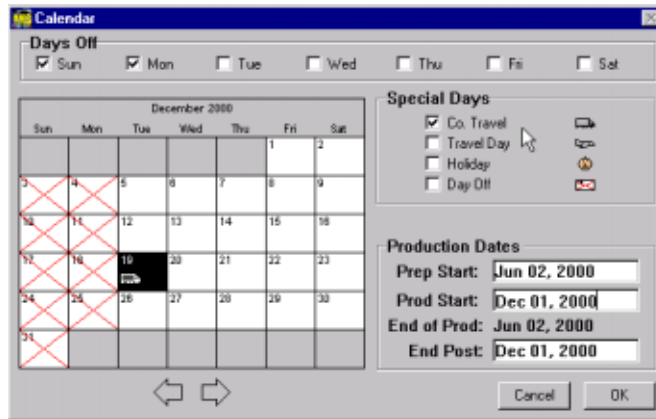 Calendar
Days Off
Sun Mon Tue Wed Thu Fri Sat
December 2000
Sun Mon Tue Wed Thu Fri Sat
1 2
3 4 5 6 7 8 9
10 11 12 13 14 15 16
17 18 19 20 21 22 23
24 25 26 27 28 29 30
31
Special Days
Co. Travel
Travel Day
Holiday
Day Off
Production Dates
Prep Start: Jun 02, 2000
Prod Start: Dec 01, 2000
End of Prod: Jun 02, 2000
End Post: Dec 01, 2000
Cancel OK